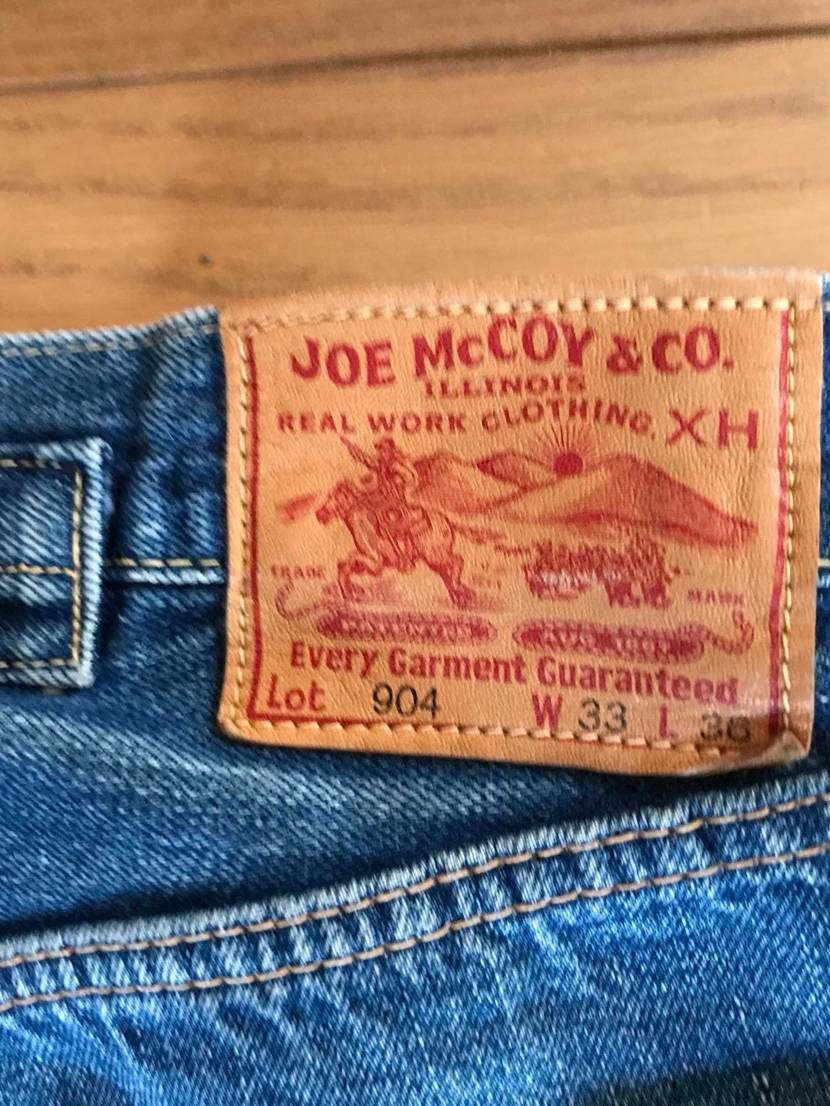 JOE McCOY & CO.
ILLINOIS
REAL WORK CLOTHING. XH
TRADE MARK
Every Garment Guaranteed
Lot 904 W 33 L 36